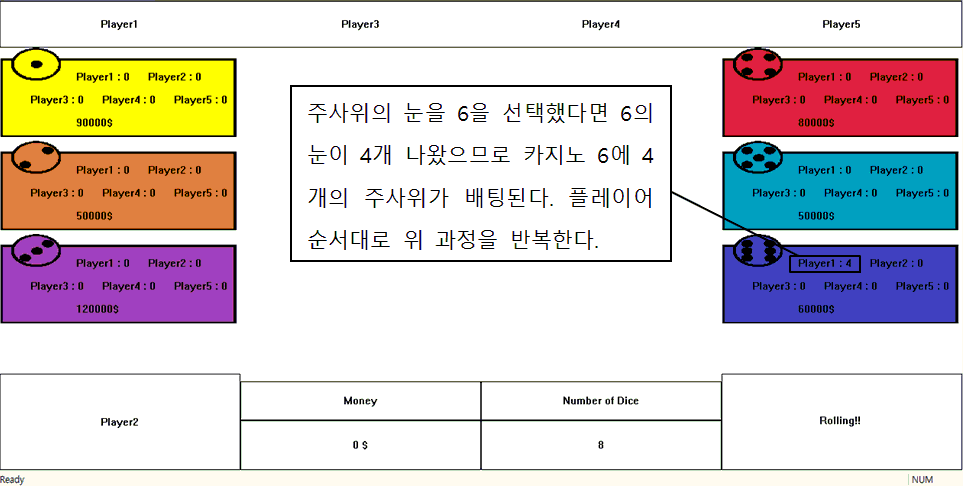 Player1 Player3 Player4 Player5
Player1 : 0 Player2 : 0
Player3 : 0 Player4 : 0 Player5 : 0
90000$
Player1 : 0 Player2 : 0
Player3 : 0 Player4 : 0 Player5 : 0
50000$
Player1 : 0 Player2 : 0
Player3 : 0 Player4 : 0 Player5 : 0
120000$
주사위의 눈을 6을 선택했다면 6의
눈이 4개 나왔으므로 카지노 6에 4
개의 주사위가 배팅된다. 플레이어
순서대로 위 과정을 반복한다.
Player1 : 0 Player2 : 0
Player3 : 0 Player4 : 0 Player5 : 0
80000$
Player1 : 0 Player2 : 0
Player3 : 0 Player4 : 0 Player5 : 0
50000$
Player1 : 4 Player2 : 0
Player3 : 0 Player4 : 0 Player5 : 0
60000$
Player2
Money
0 $
Number of Dice
8
Rolling!!
Ready
NUM